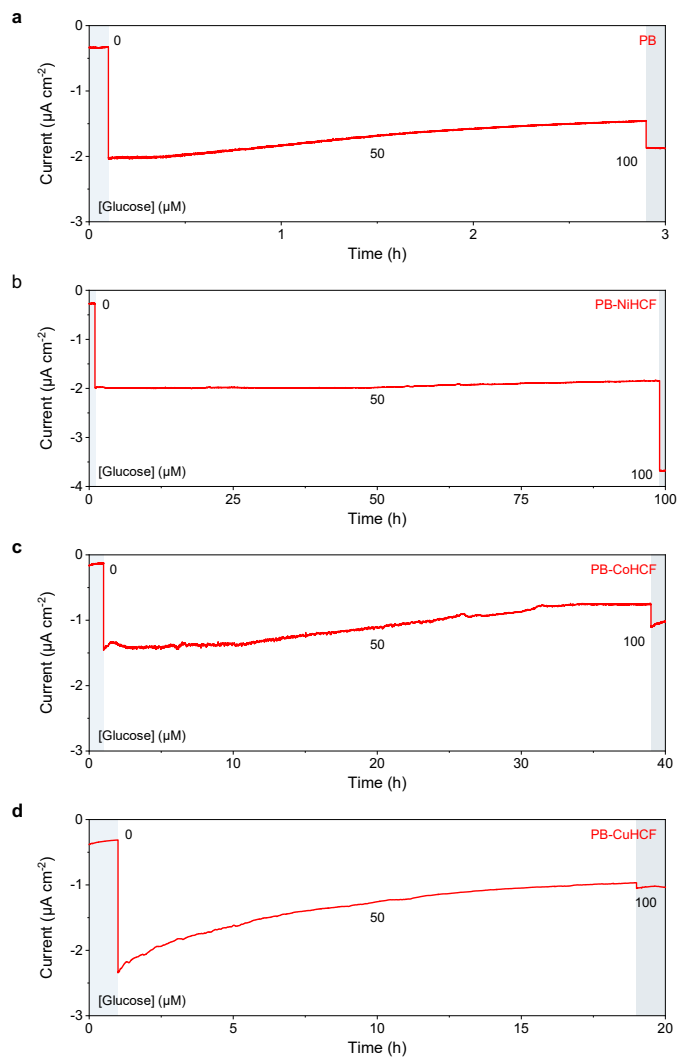 a
0
PB
50
100
[Glucose] (µM)
Current (µA cm-2)
0
-1
-2
-3
0
1
2
3
Time (h)
b
0
PB-NiHCF
50
100
[Glucose] (µM)
Current (µA cm-2)
0
-1
-2
-3
-4
0
25
50
75
100
Time (h)
c
0
PB-CoHCF
50
100
[Glucose] (µM)
Current (µA cm-2)
0
-1
-2
-3
0
10
20
30
40
Time (h)
d
0
PB-CuHCF
50
100
[Glucose] (µM)
Current (µA cm-2)
0
-1
-2
-3
0
5
10
15
20
Time (h)